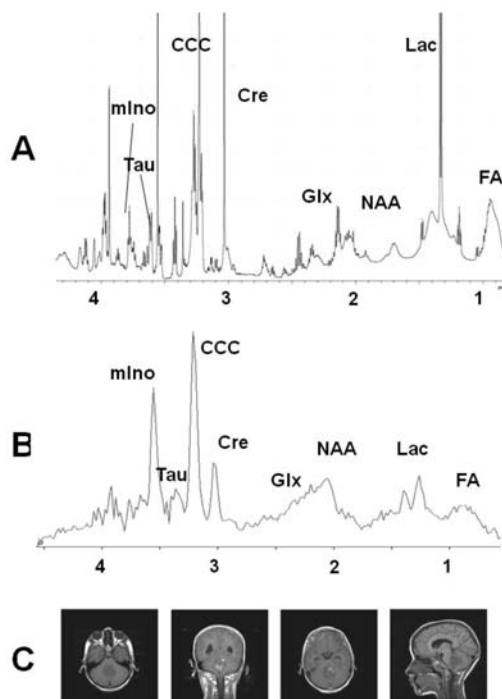 CCC
Lac
mIno
Cre
A
Tau
FA
Glx
NAA
4 3 2 1
CCC
mIno
B
Cre
NAA
Tau
Glx
Lac
FA
4 3 2 1
C